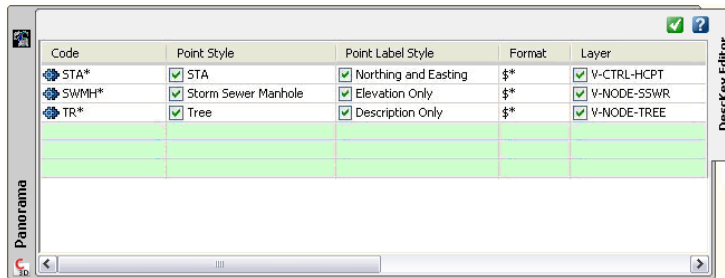 Code Point Style Point Label Style Format Layer
STA* STA Northing and Easting $* V-CTRL-HCPT
SWMH* Storm Sewer Manhole Elevation Only $* V-NODE-SSWR
TR* Tree Description Only $* V-NODE-TREE
Panorama
DescKey Editor
3D